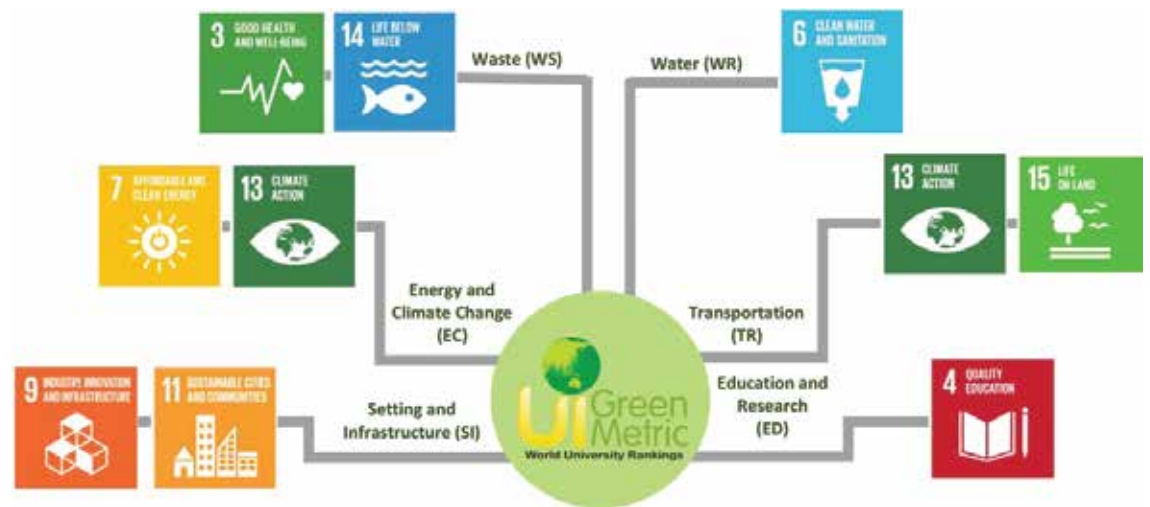 3 GOOD HEALTH
AND WELL-BEING
14 LIFE BELOW
WATER
Waste (WS)
Water (WR)
6 CLEAN WATER
AND SANITATION
7 AFFORDABLE AND
CLEAN ENERGY
13 CLIMATE
ACTION
13 CLIMATE
ACTION
15 LIFE
ON LAND
Energy and
Climate Change
(EC)
Transportation
(TR)
9 INDUSTRY INNOVATION
AND INFRASTRUCTURE
11 SUSTAINABLE CITIES
AND COMMUNITIES
Setting and
Infrastructure (SI)
UI Green
Metric
World University Rankings
Education and
Research
(ED)
4 QUALITY
EDUCATION